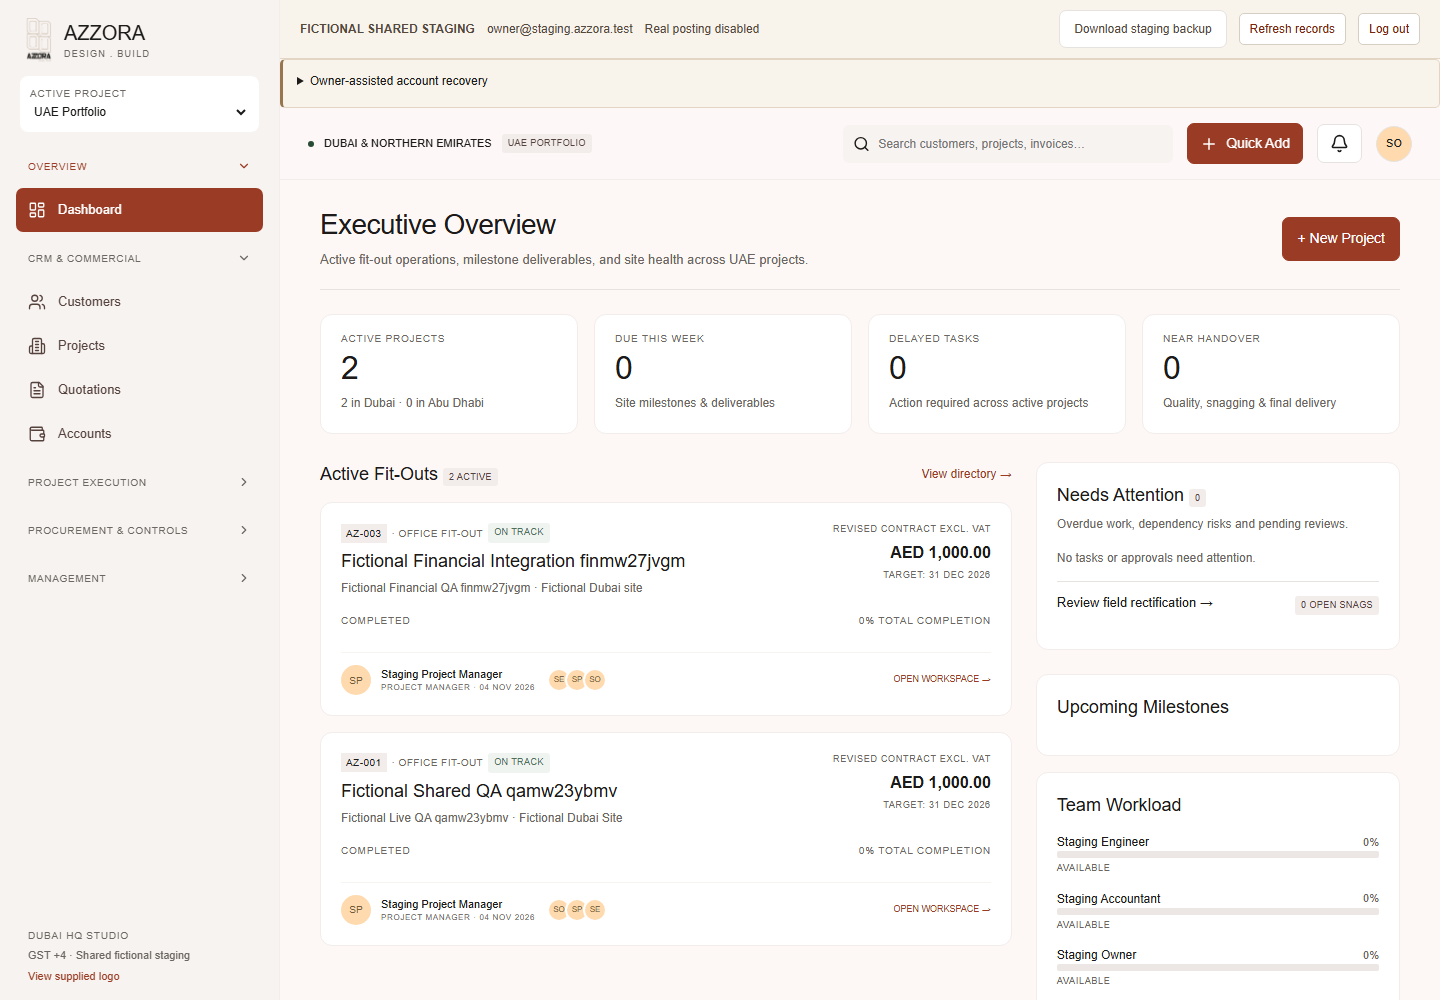 AZZORA
AZZORA
DESIGN . BUILD
ACTIVE PROJECT
UAE Portfolio
OVERVIEW
Dashboard
CRM & COMMERCIAL
Customers
Projects
Quotations
Accounts
PROJECT EXECUTION
PROCUREMENT & CONTROLS
MANAGEMENT
DUBAI HQ STUDIO
GST +4 · Shared fictional staging
View supplied logo
FICTIONAL SHARED STAGING owner@staging.azzora.test Real posting disabled
Download staging backup
Refresh records
Log out
▶ Owner-assisted account recovery
DUBAI & NORTHERN EMIRATES UAE PORTFOLIO
Search customers, projects, invoices...
+ Quick Add
SO
Executive Overview
Active fit-out operations, milestone deliverables, and site health across UAE projects.
+ New Project
ACTIVE PROJECTS
2
2 in Dubai · 0 in Abu Dhabi
DUE THIS WEEK
0
Site milestones & deliverables
DELAYED TASKS
0
Action required across active projects
NEAR HANDOVER
0
Quality, snagging & final delivery
Active Fit-Outs 2 ACTIVE
View directory →
AZ-003 · OFFICE FIT-OUT ON TRACK
Fictional Financial Integration finmw27jvgm
Fictional Financial QA finmw27jvgm · Fictional Dubai site
REVISED CONTRACT EXCL. VAT
AED 1,000.00
TARGET: 31 DEC 2026
COMPLETED
0% TOTAL COMPLETION
SP
Staging Project Manager
PROJECT MANAGER · 04 NOV 2026
SE SP SO
OPEN WORKSPACE →
AZ-001 · OFFICE FIT-OUT ON TRACK
Fictional Shared QA qamw23ybmv
Fictional Live QA qamw23ybmv · Fictional Dubai Site
REVISED CONTRACT EXCL. VAT
AED 1,000.00
TARGET: 31 DEC 2026
COMPLETED
0% TOTAL COMPLETION
SP
Staging Project Manager
PROJECT MANAGER · 04 NOV 2026
SO SP SE
OPEN WORKSPACE →
Needs Attention 0
Overdue work, dependency risks and pending reviews.
No tasks or approvals need attention.
Review field rectification →
0 OPEN SNAGS
Upcoming Milestones
Team Workload
Staging Engineer 0%
AVAILABLE
Staging Accountant 0%
AVAILABLE
Staging Owner 0%
AVAILABLE